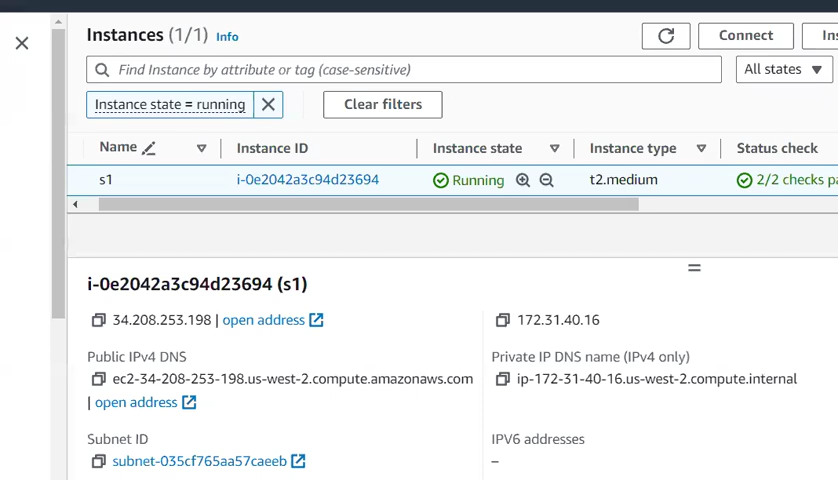 Instances (1/1) Info
Connect
Find Instance by attribute or tag (case-sensitive)
All states
Instance state = running
Clear filters
Name Instance ID Instance state Instance type Status check
s1 i-0e2042a3c94d23694 Running t2.medium 2/2 checks
i-0e2042a3c94d23694 (s1)
34.208.253.198 | open address
172.31.40.16
Public IPv4 DNS
ec2-34-208-253-198.us-west-2.compute.amazonaws.com
| open address
Private IP DNS name (IPv4 only)
ip-172-31-40-16.us-west-2.compute.internal
Subnet ID
subnet-035cf765aa57caeeb
IPV6 addresses
–